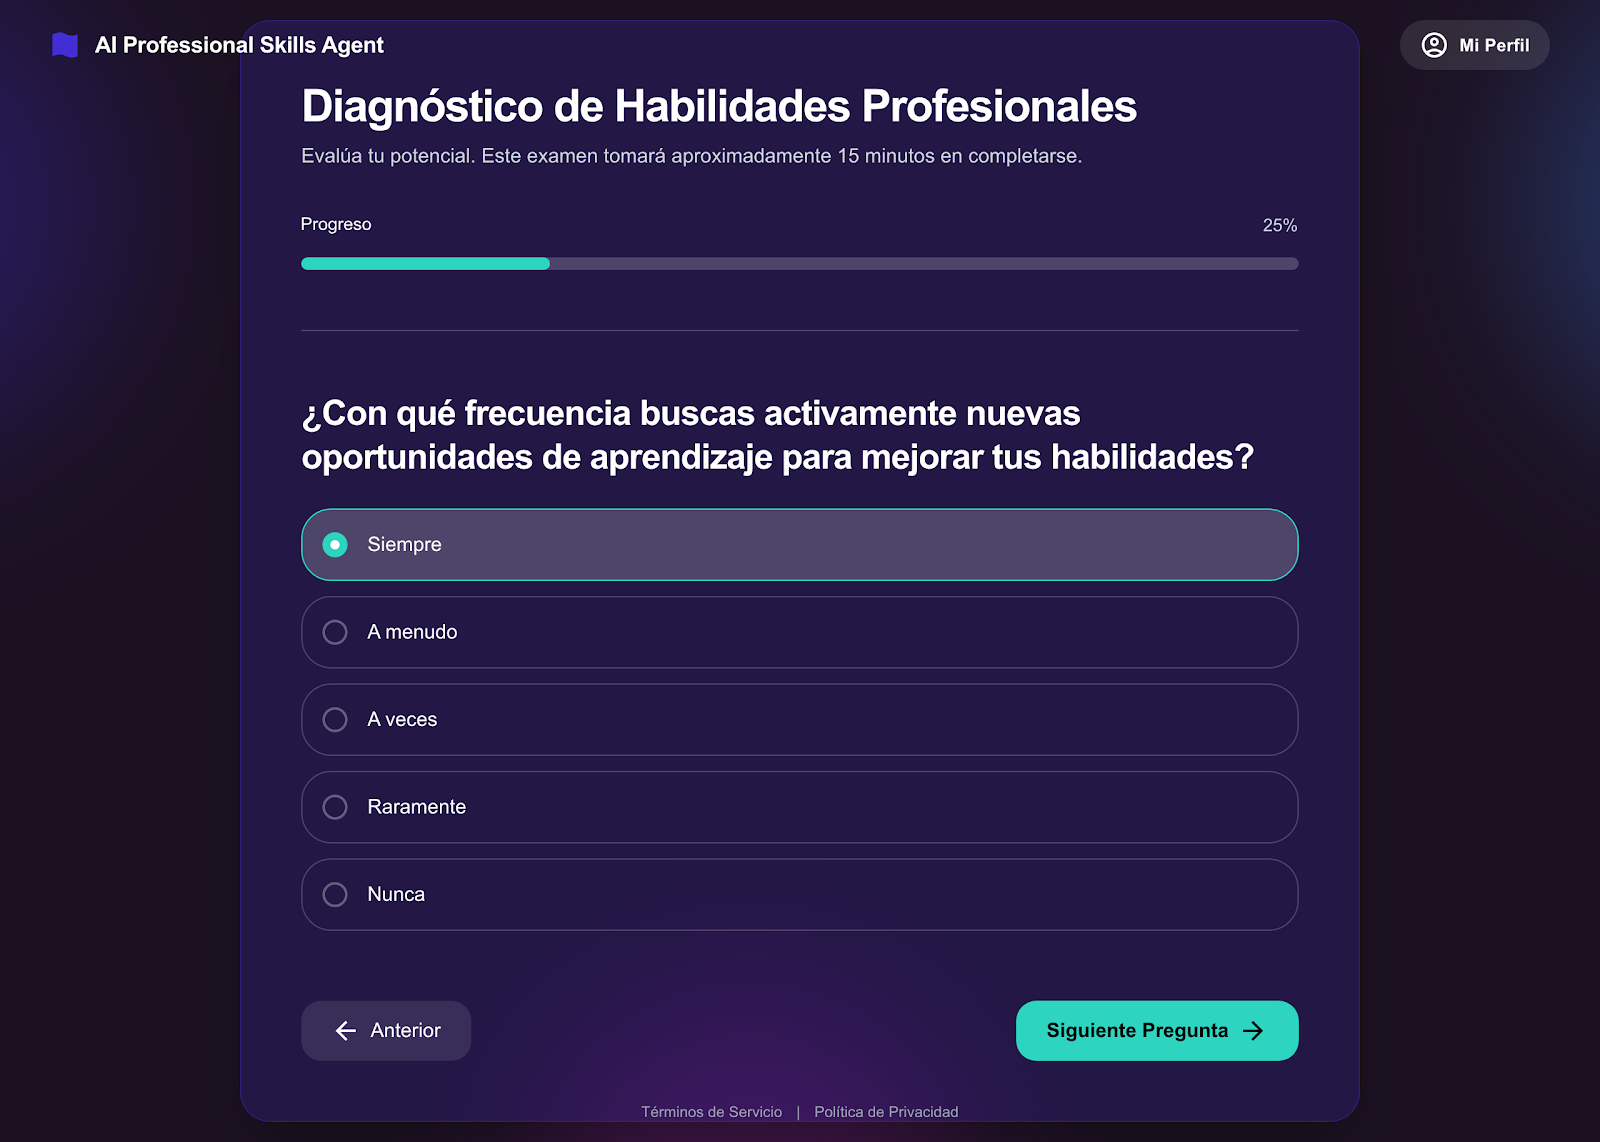 AI Professional Skills Agent
Mi Perfil
Diagnóstico de Habilidades Profesionales
Evalúa tu potencial. Este examen tomará aproximadamente 15 minutos en completarse.
Progreso
25%
¿Con qué frecuencia buscas activamente nuevas
oportunidades de aprendizaje para mejorar tus habilidades?
Siempre
A menudo
A veces
Raramente
Nunca
Anterior
Siguiente Pregunta
Términos de Servicio | Política de Privacidad